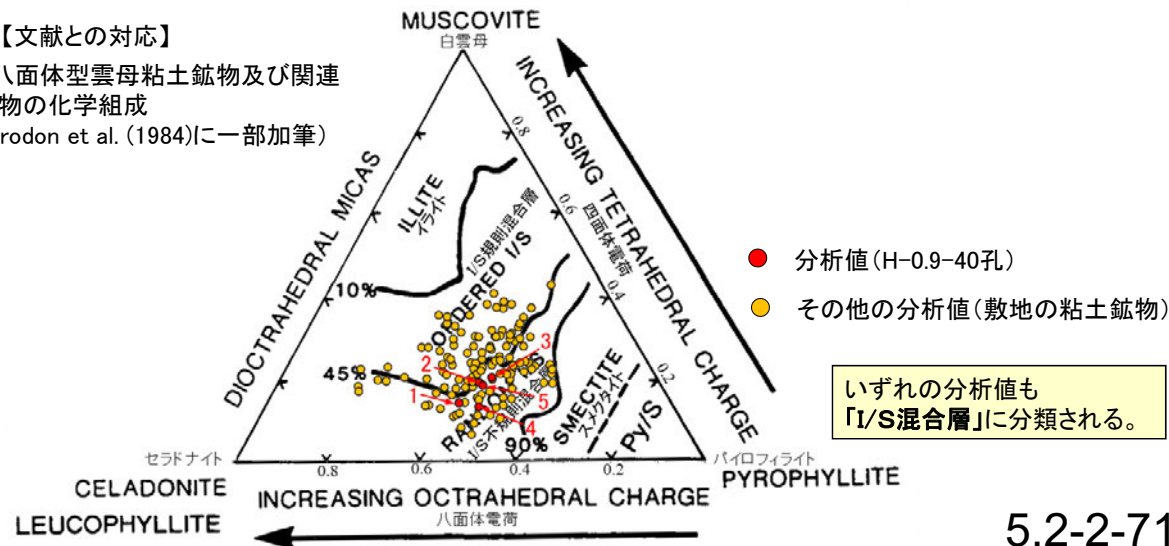 【文献との対応】
八面体型雲母粘土鉱物及び関連
物の化学組成
rodon et al. (1984)に一部加筆）
MUSCOVITE
白雲母
DIOCTRAHEDRAL MICAS
INCREASING TETRAHEDRAL CHARGE
四面体電荷
0.8
0.6
0.4
0.2
ILLITE
イライト
I/S規則混合層
ORDERED I/S
10%
45%
90%
I/S不規則混合層
SMECTITE
スメクタイト
Py/S
1
2
3
4
5
分析値（H-0.9-40孔）
その他の分析値（敷地の粘土鉱物）
いずれの分析値も
「I/S混合層」に分類される。
セラドナイト
CELADONITE
LEUCOPHYLLITE
0.8
0.6
0.4
0.2
パイロフィライト
PYROPHYLLITE
INCREASING OCTRAHEDRAL CHARGE
八面体電荷
5.2-2-71